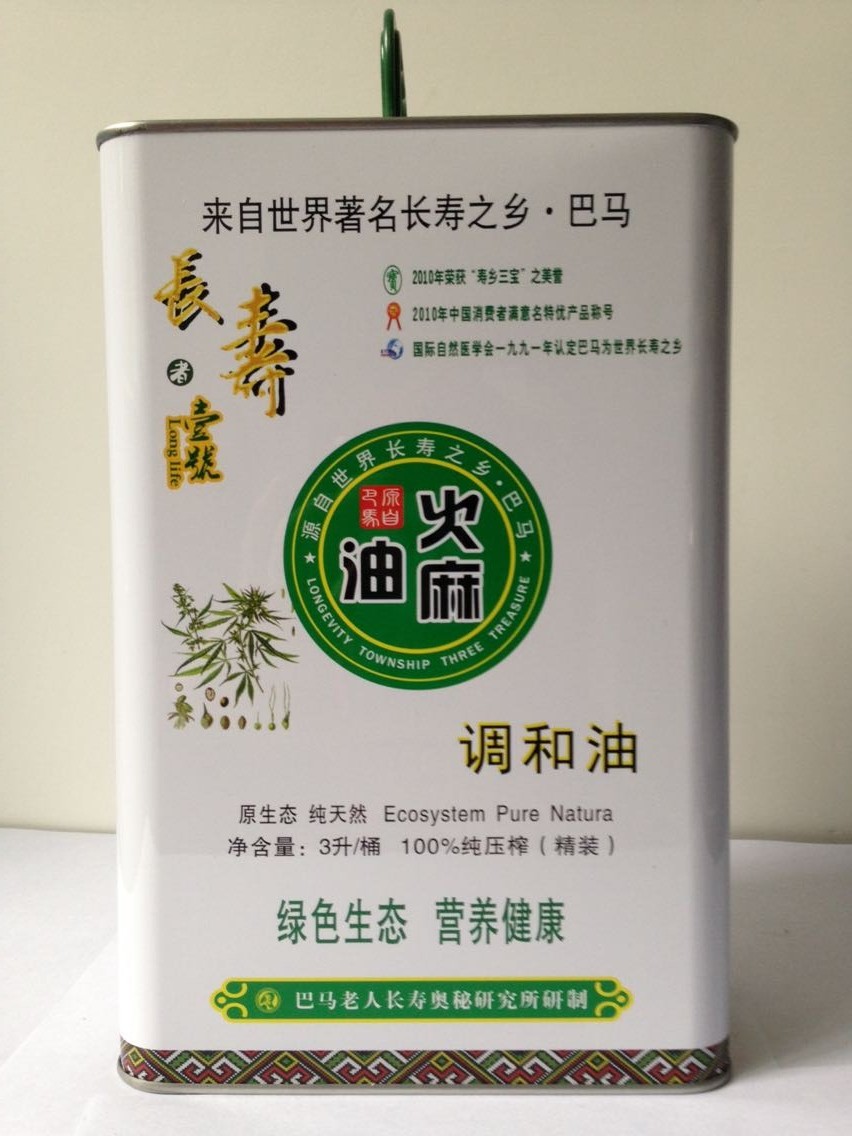 来自世界著名长寿之乡·巴马
長壽
者
壹號
Long life
2010年荣获“寿乡三宝”之美誉
2010年中国消费者满意名特优产品称号
国际自然医学会一九九一年认定巴马为世界长寿之乡
源自世界长寿之乡·巴马
原自巴馬
火麻油
LONGEVITY TOWNSHIP THREE TREASURE
调和油
原生态 纯天然 Ecosystem Pure Natura
净含量：3升/桶 100%纯压榨（精装）
绿色生态 营养健康
巴马老人长寿奥秘研究所研制